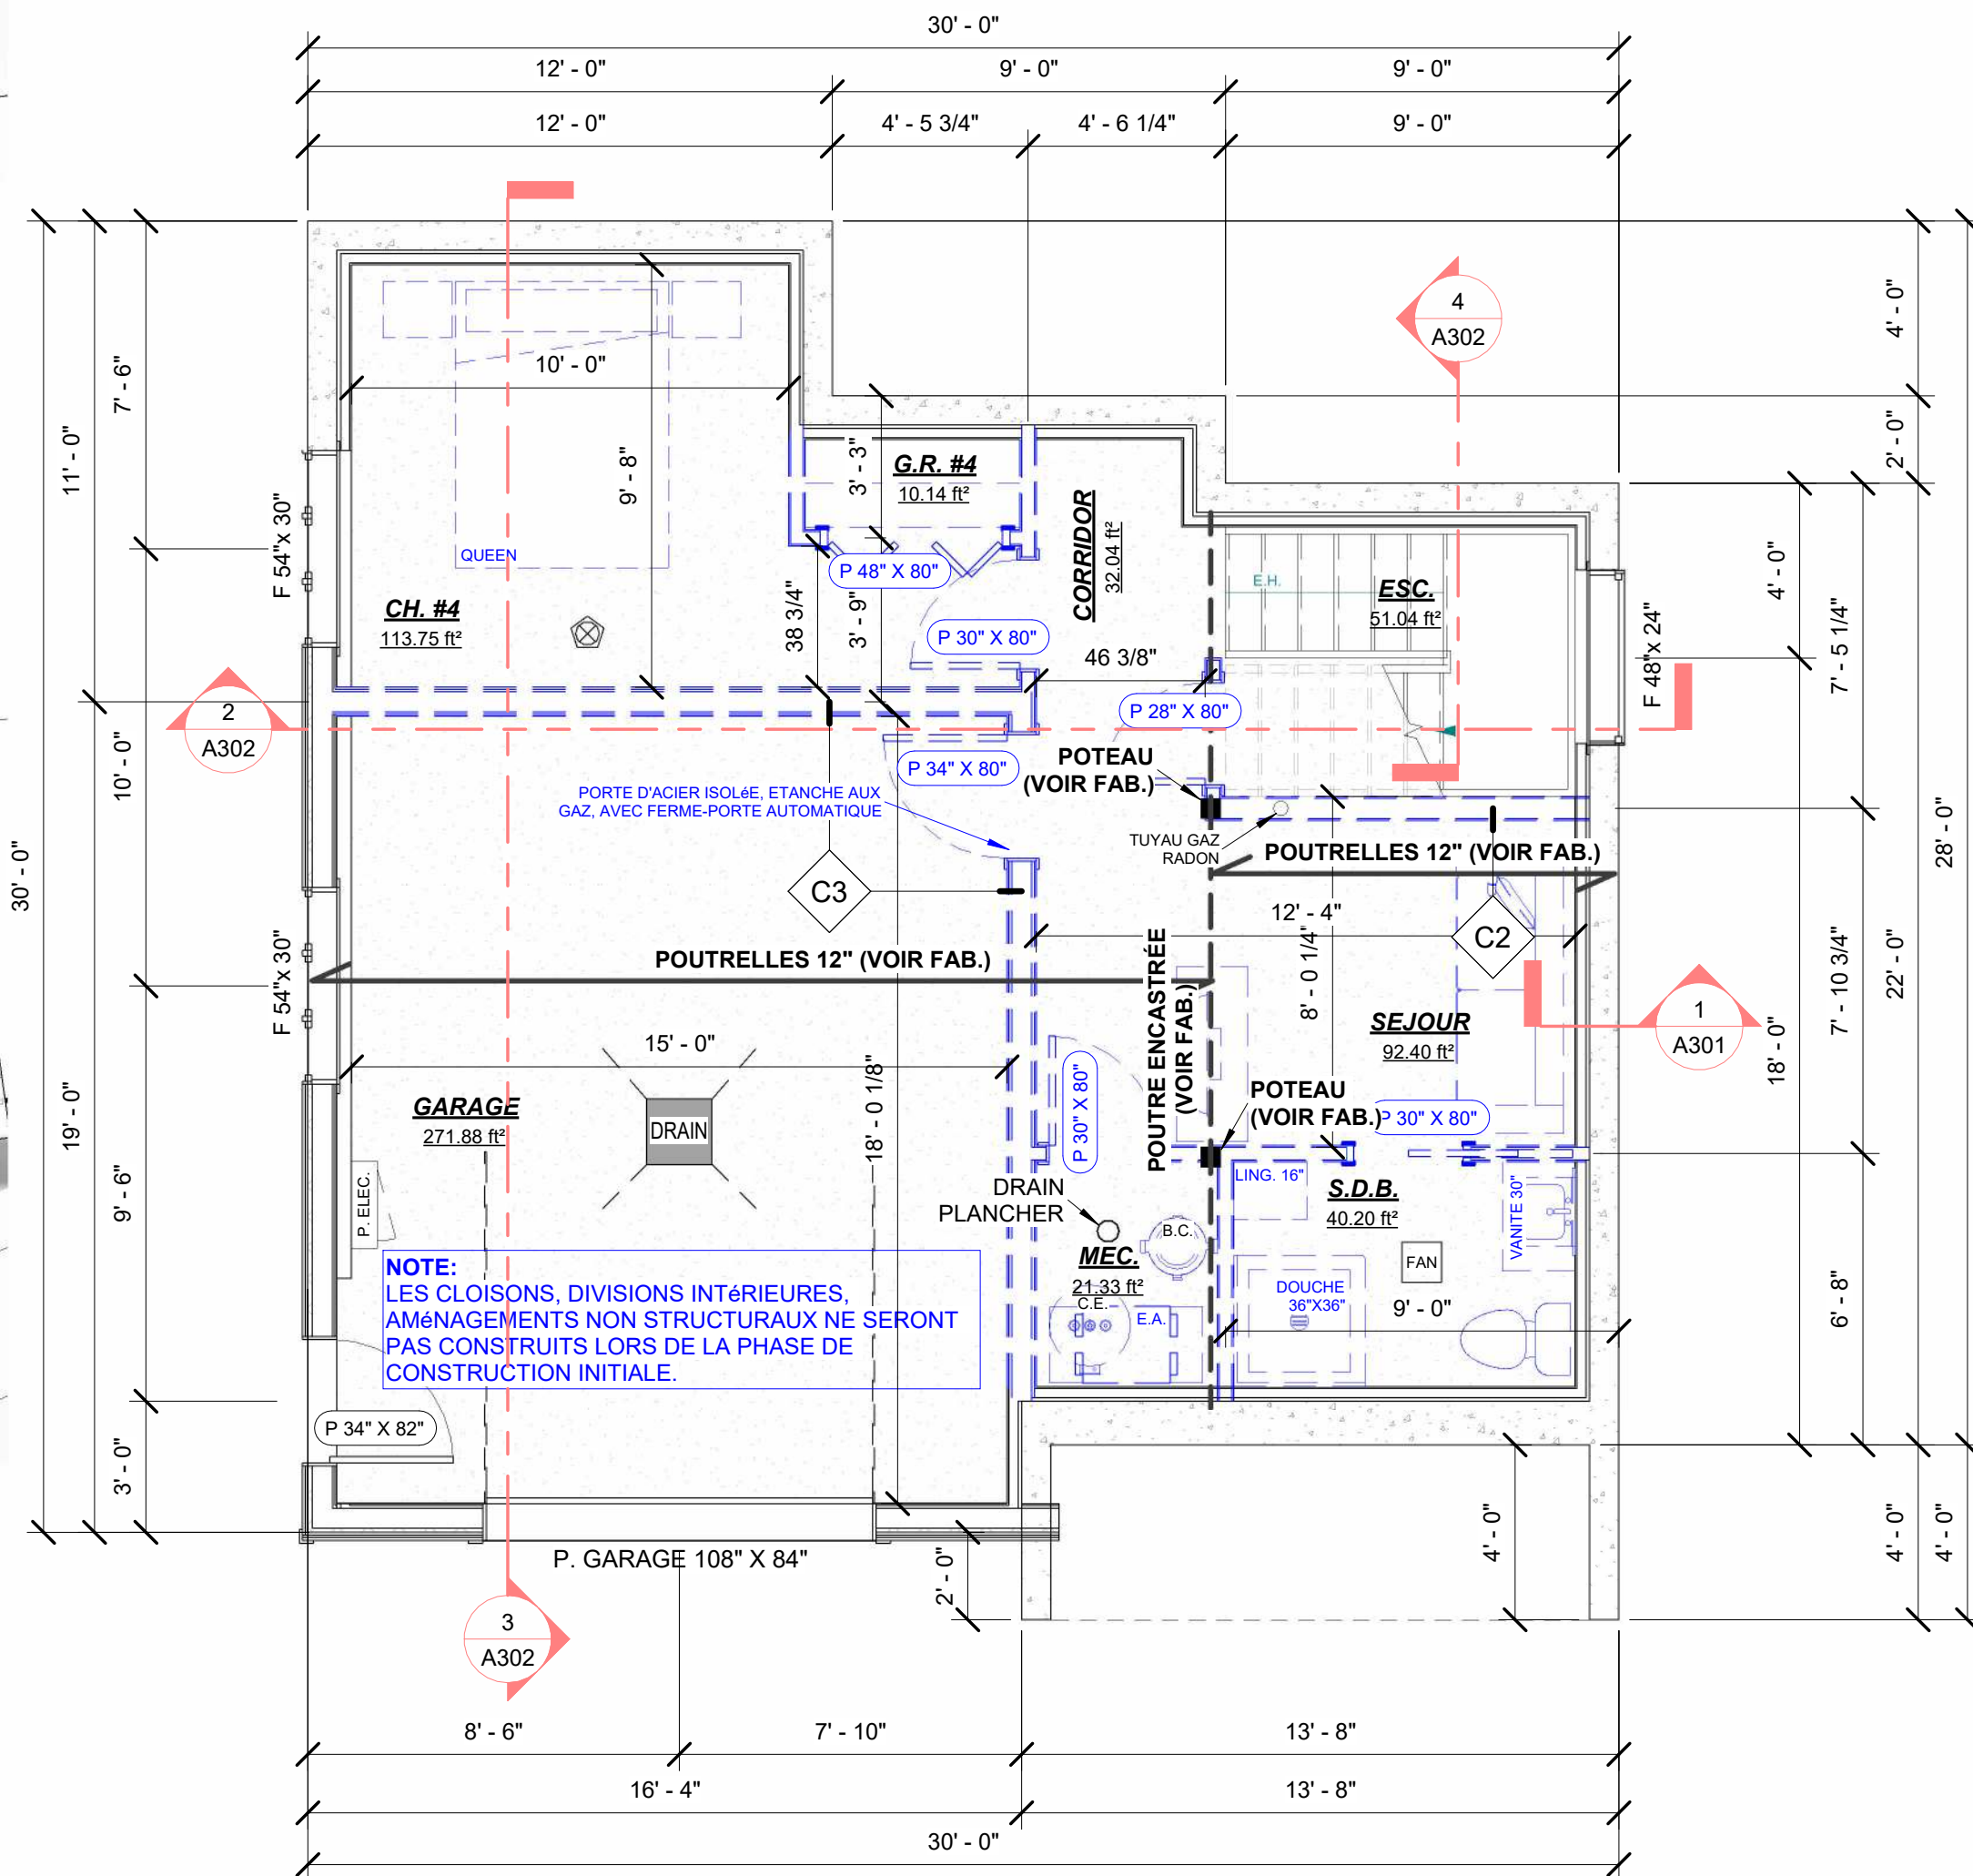 30' - 0"
12' - 0"
9' - 0"
9' - 0"
12' - 0"
4' - 5 3/4"
4' - 6 1/4"
9' - 0"
4
A302
4' - 0"
2' - 0"
7' - 6"
11' - 0"
10' - 0"
9' - 8"
3' - 3"
G.R. #4
10.14 ft²
F 54"x 30"
QUEEN
P 48" X 80"
CORRIDOR
32.04 ft²
E.H.
ESC.
51.04 ft²
4' - 0"
7' - 5 1/4"
CH. #4
113.75 ft²
38 3/4"
3' - 9"
P 30" X 80"
46 3/8"
F 48"x 24"
2
A302
P 28" X 80"
10' - 0"
P 34" X 80"
POTEAU
(VOIR FAB.)
PORTE D'ACIER ISOLéE, ETANCHE AUX
GAZ, AVEC FERME-PORTE AUTOMATIQUE
TUYAU GAZ
RADON
POUTRELLES 12" (VOIR FAB.)
30' - 0"
28' - 0"
C3
12' - 4"
C2
F 54"x 30"
POUTRELLES 12" (VOIR FAB.)
POUTRE ENCASTRÉE
(VOIR FAB.)
8' - 0 1/4"
SEJOUR
92.40 ft²
1
A301
18' - 0"
7' - 10 3/4"
22' - 0"
15' - 0"
18' - 0 1/8"
GARAGE
271.88 ft²
DRAIN
P 30" X 80"
POTEAU
(VOIR FAB.)
P 30" X 80"
19' - 0"
9' - 6"
P. ELEC.
DRAIN
PLANCHER
LING. 16"
S.D.B.
40.20 ft²
VANITE 30"
B.C.
MEC.
21.33 ft²
FAN
NOTE:
LES CLOISONS, DIVISIONS INTéRIEURES,
AMéNAGEMENTS NON STRUCTURAUX NE SERONT
PAS CONSTRUITS LORS DE LA PHASE DE
CONSTRUCTION INITIALE.
C.E.
E.A.
DOUCHE
36"X36"
9' - 0"
6' - 8"
P 34" X 82"
3' - 0"
P. GARAGE 108" X 84"
2' - 0"
4' - 0"
4' - 0"
4' - 0"
3
A302
8' - 6"
7' - 10"
13' - 8"
16' - 4"
13' - 8"
30' - 0"